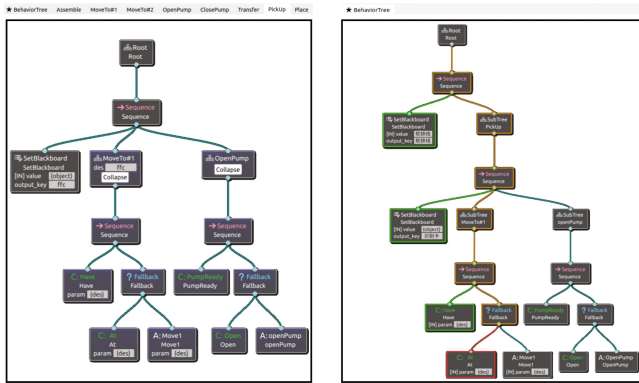 ★ BehaviorTree Assemble MoveTo#1 MoveTo#2 OpenPump ClosePump Transfer PickUp Place
Root
Root
Sequence
Sequence
SetBlackboard
SetBlackboard
[IN] value {object}
output_key ffc
MoveTo#1
des ffc
Collapse
OpenPump
Collapse
Sequence
Sequence
Sequence
Sequence
C: Have
Have
param {des}
? Fallback
Fallback
C: PumpReady
PumpReady
? Fallback
Fallback
C: At
At
param {des}
A: Move1
Move1
param {des}
C: Open
Open
A: openPump
openPump
★ BehaviorTree
Root
Root
Sequence
Sequence
SetBlackboard
SetBlackboard
[IN] value
output_key
SubTree
PickUp
Sequence
Sequence
SetBlackboard
SetBlackboard
[IN] value {object}
output_key
SubTree
MoveTo#1
SubTree
openPump
Sequence
Sequence
Sequence
Sequence
C: Have
Have
[IN] param {des}
? Fallback
Fallback
C: PumpReady
PumpReady
? Fallback
Fallback
C: At
At
[IN] param {des}
A: Move1
Move1
[IN] param {des}
C: Open
Open
A: openPump
openPump